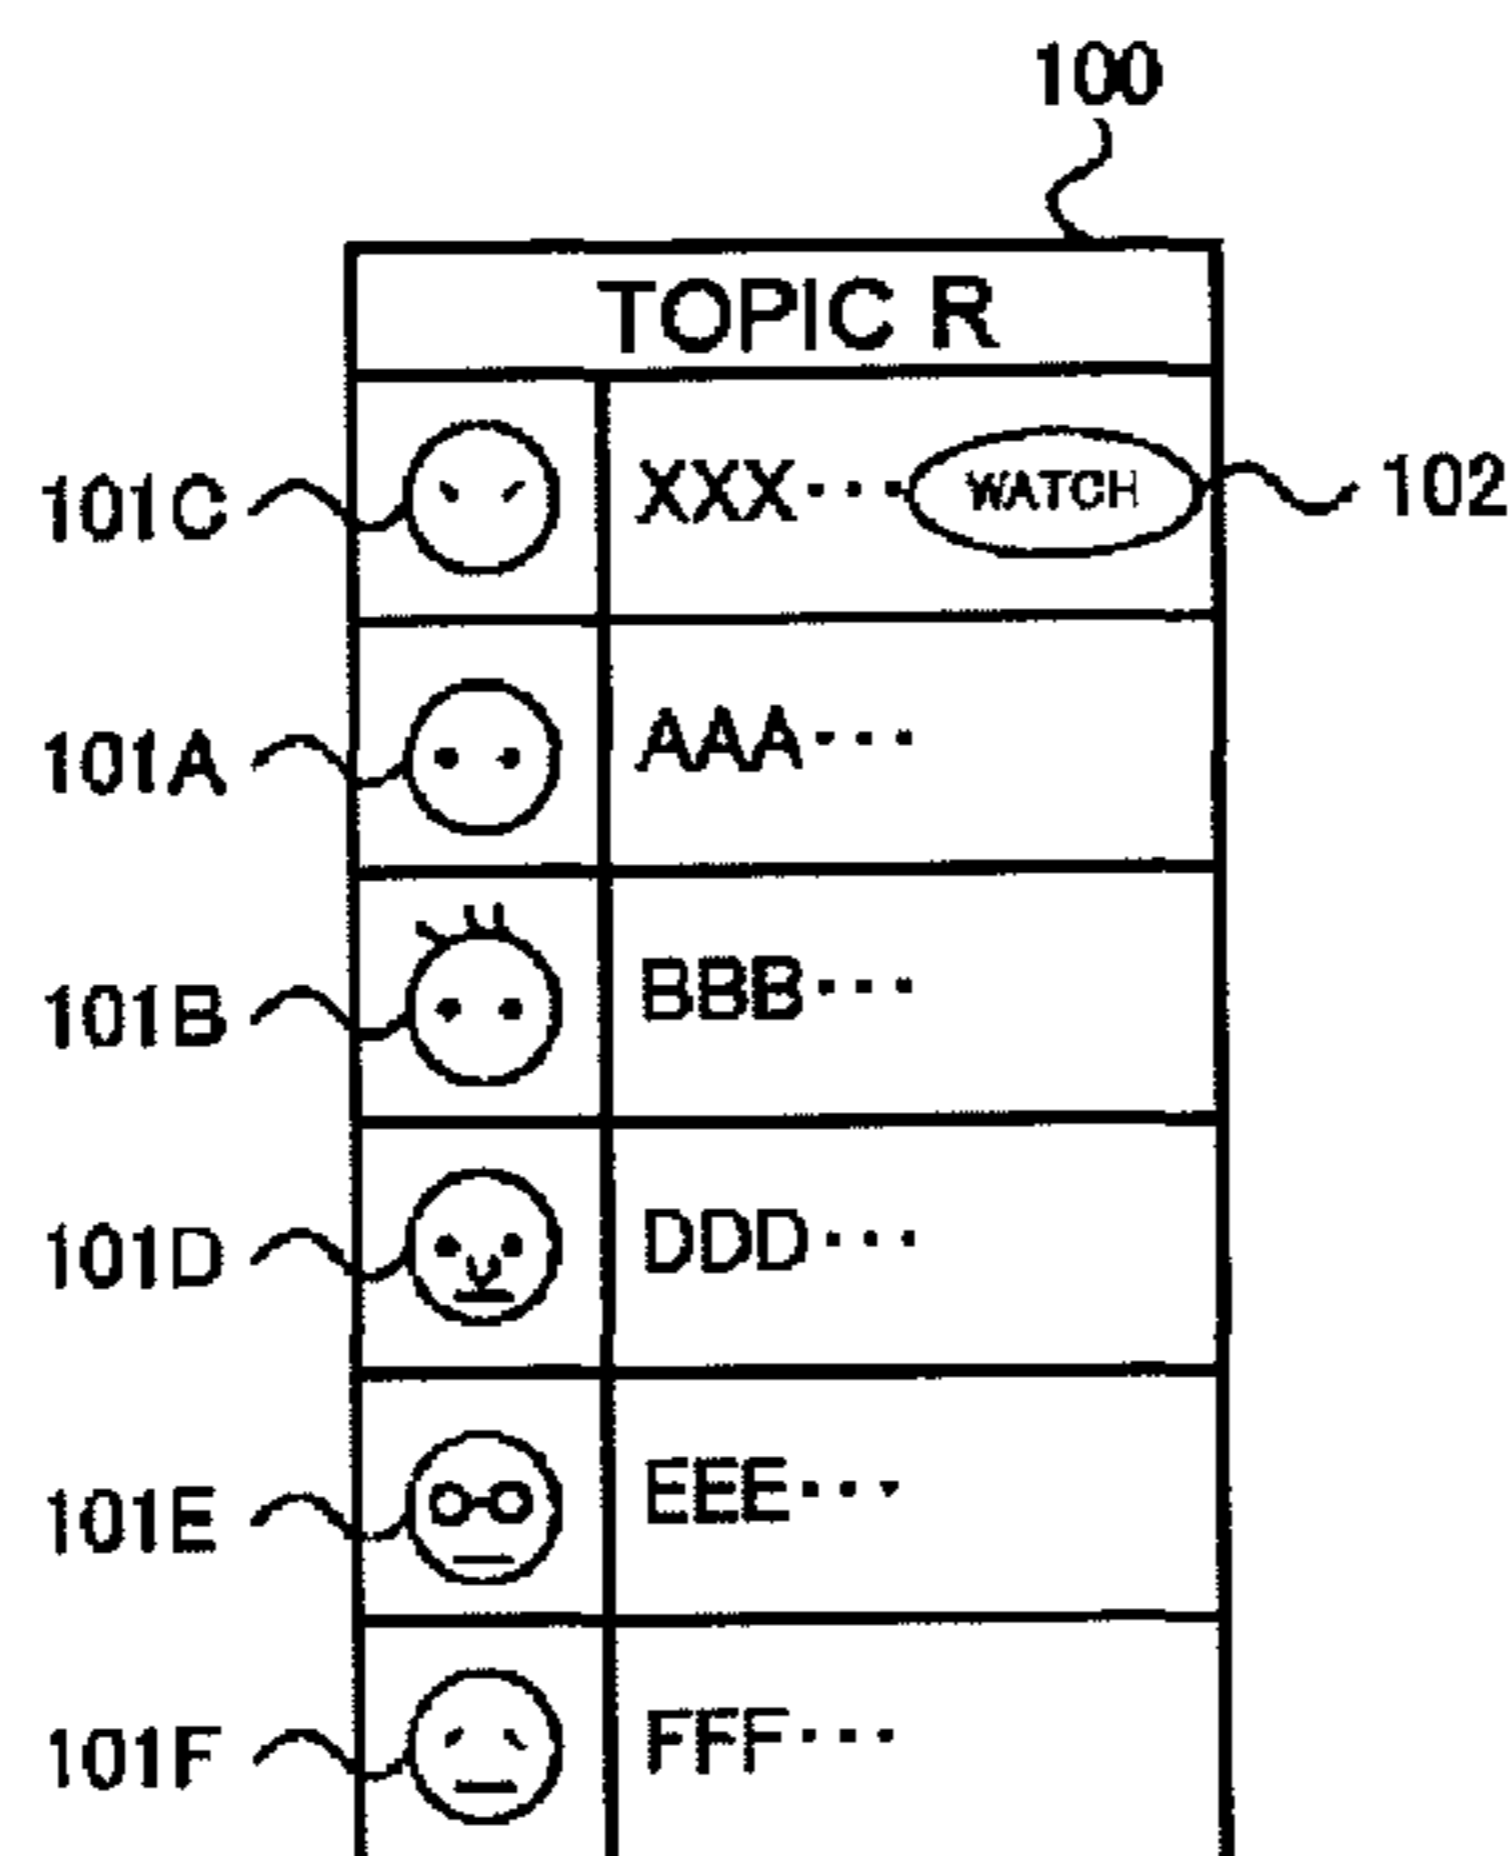 100
TOPIC R
101C XXX··· WATCH 102
101A AAA···
101B BBB···
101D DDD···
101E EEE···
101F FFF···